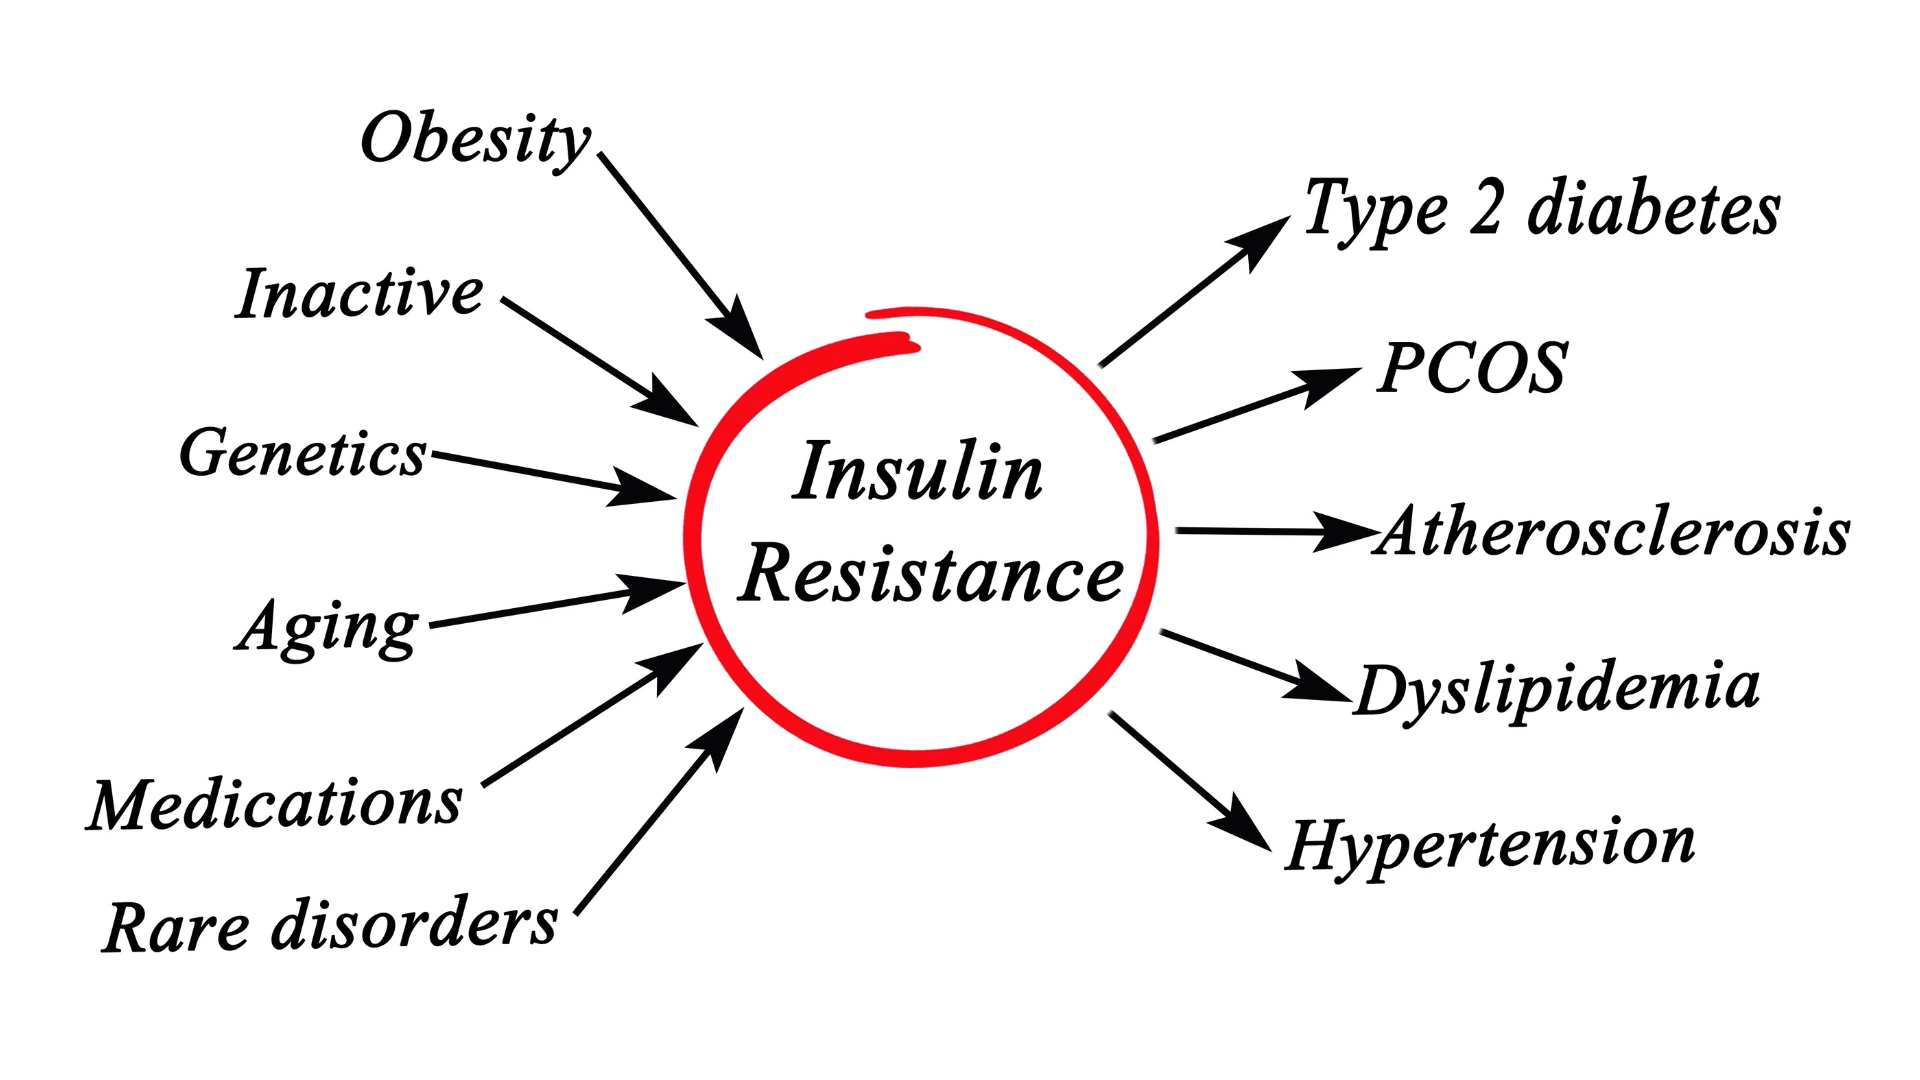 Obesity
Inactive
Genetics
Aging
Medications
Rare disorders
Insulin
Resistance
Type 2 diabetes
PCOS
Atherosclerosis
Dyslipidemia
Hypertension